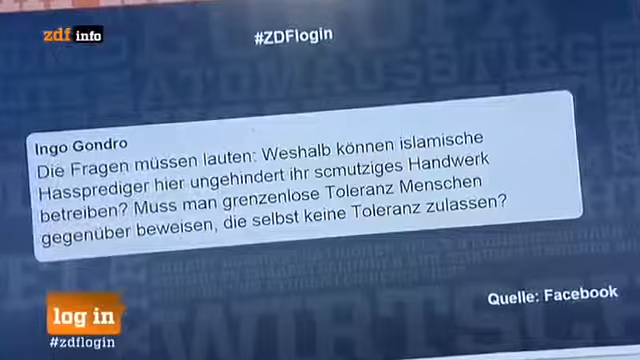 zdf info
#ZDFlogin
ATOMAUSSTIEG
Ingo Gondro
Die Fragen müssen lauten: Weshalb können islamische
Hassprediger hier ungehindert ihr scmutziges Handwerk
betreiben? Muss man grenzenlose Toleranz Menschen
gegenüber beweisen, die selbst keine Toleranz zulassen?
Quelle: Facebook
log in
#zdflogin